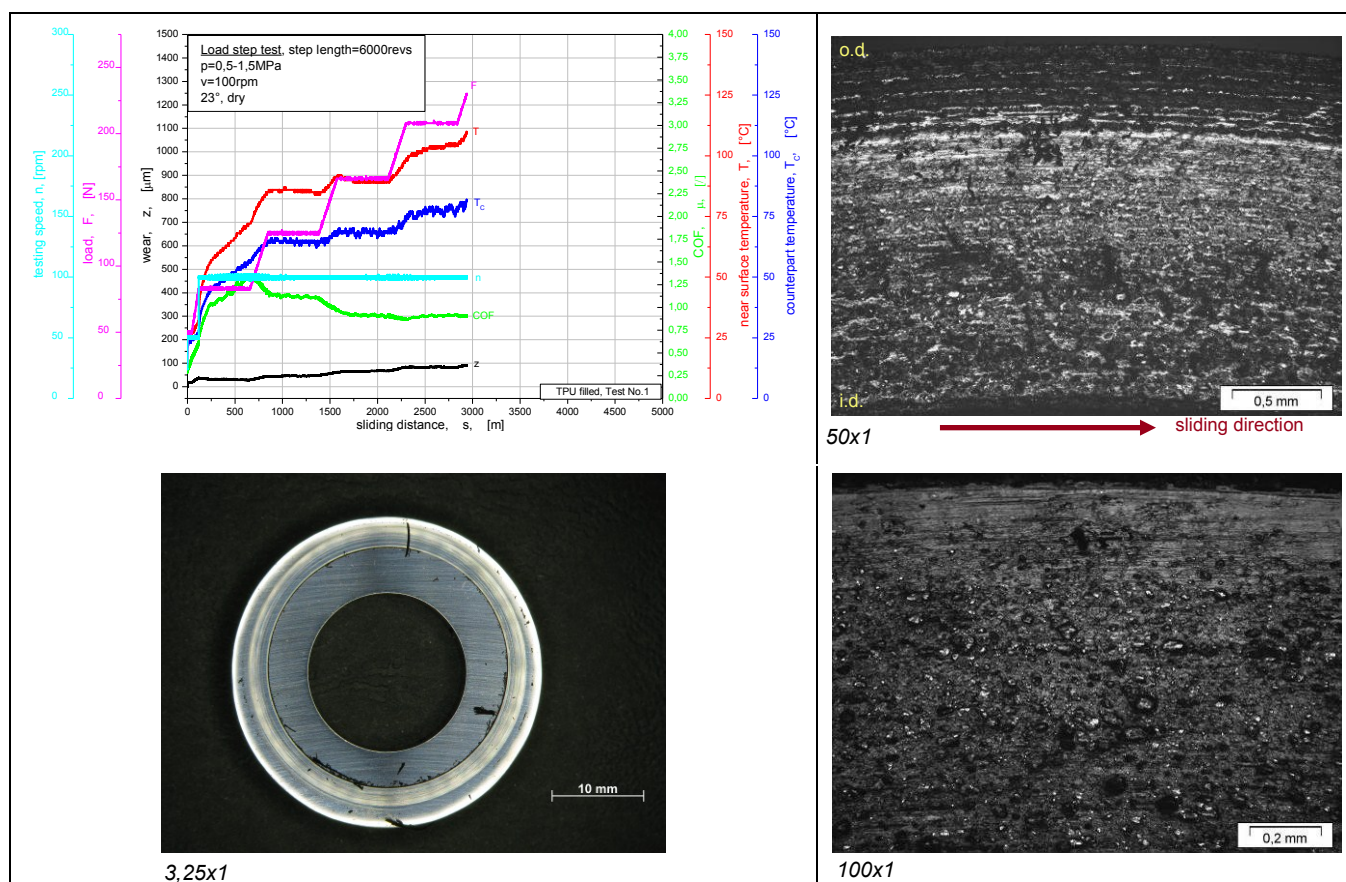 Load step test, step length=6000revs
p=0,5-1,5MPa
v=100rpm
23°, dry
testing speed, n, [rpm]
300
250
200
150
100
50
0
load, F, [N]
250
200
150
100
50
0
wear, z, [µm]
1500
1400
1300
1200
1100
1000
900
800
700
600
500
400
300
200
100
0
F
T
T_C
n
COF
z
TPU filled, Test No.1
0 500 1000 1500 2000 2500 3000 3500 4000 4500 5000
sliding distance, s, [m]
4,00
3,75
3,50
3,25
3,00
2,75
2,50
2,25
2,00
1,75
1,50
1,25
1,00
0,75
0,50
0,25
0,00
COF, µ, [/]
150
125
100
75
50
25
0
near surface temperature, T, [°C]
150
125
100
75
50
25
0
counterpart temperature, T_C, [°C]
o.d.
i.d.
0,5 mm
50x1
sliding direction
10 mm
3,25x1
0,2 mm
100x1